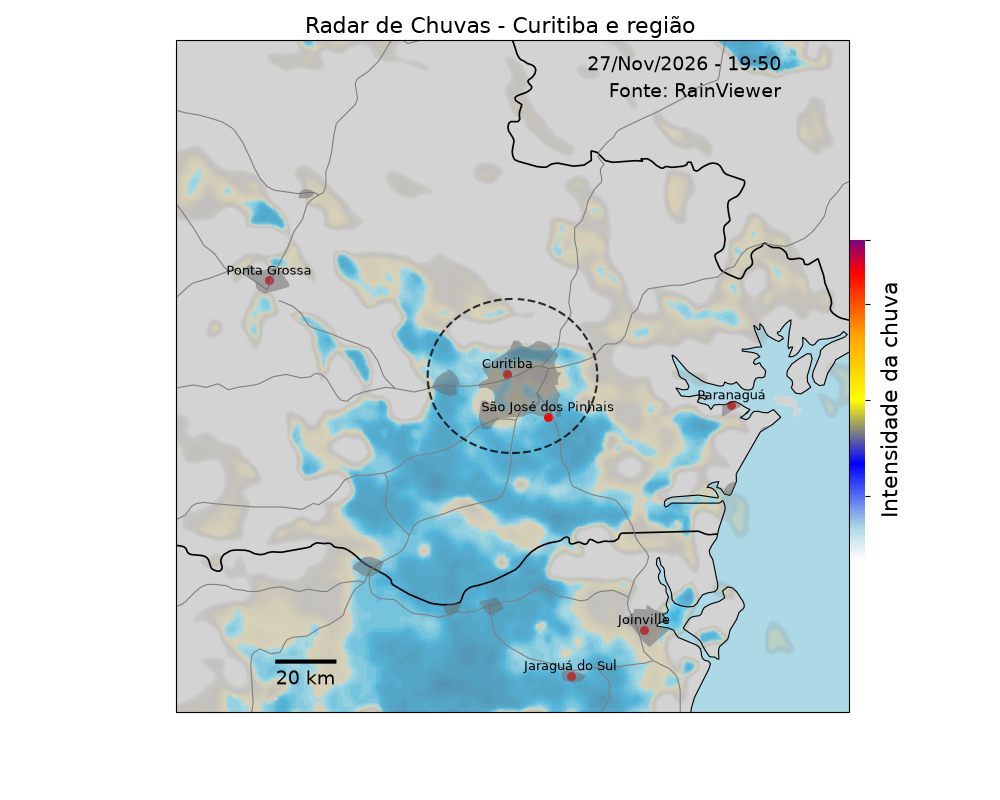 Radar de Chuvas - Curitiba e região
27/Nov/2026 - 19:50
Fonte: RainViewer
Ponta Grossa
Curitiba
São José dos Pinhais
Paranaguá
Joinville
Jaraguá do Sul
20 km
Intensidade da chuva